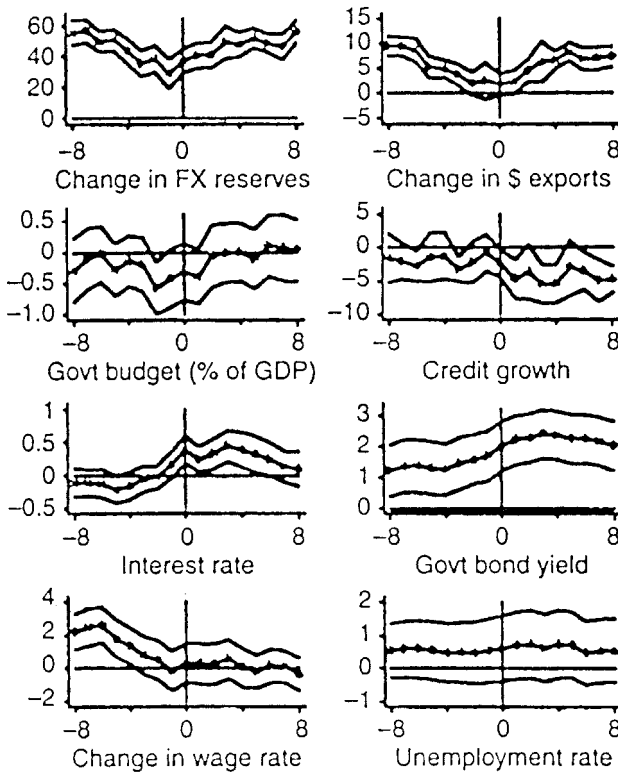 60
40
20
0
-8 0 8
Change in FX reserves
15
10
5
0
-5
-8 0 8
Change in $ exports
0.5
0
-0.5
-1.0
-8 0 8
Govt budget (% of GDP)
5
0
-5
-10
-8 0 8
Credit growth
1
0.5
0
-0.5
-8 0 8
Interest rate
3
2
1
0
-8 0 8
Govt bond yield
4
2
0
-2
-8 0 8
Change in wage rate
2
1
0
-1
-8 0 8
Unemployment rate